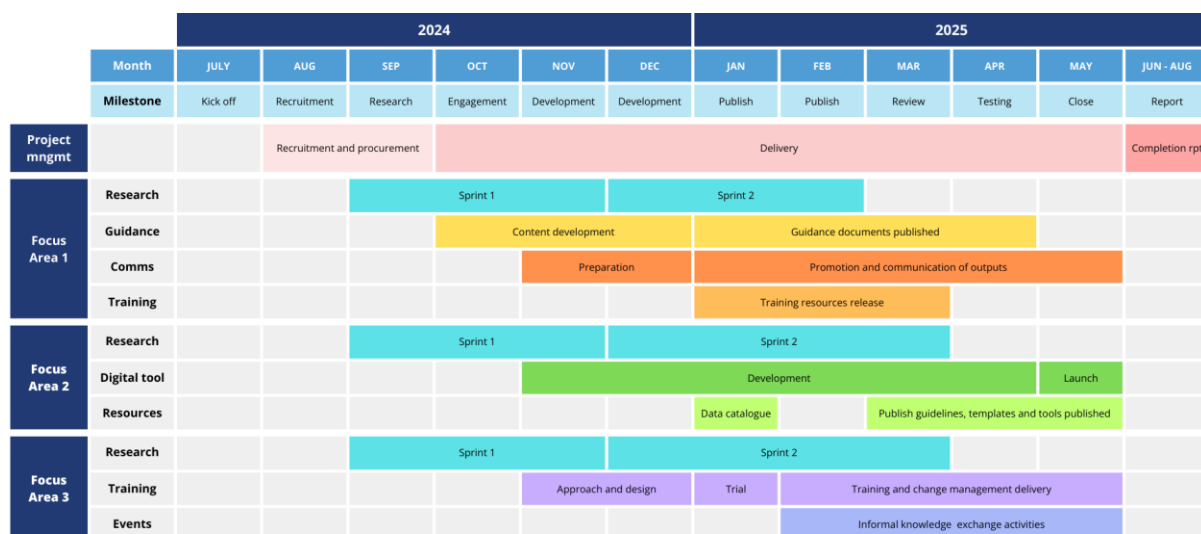 2024 2025
Month JULY AUG SEP OCT NOV DEC JAN FEB MAR APR MAY JUN - AUG
Milestone Kick off Recruitment Research Engagement Development Development Publish Publish Review Testing Close Report
Project
mngmt
Recruitment and procurement Delivery Completion rpt
Focus
Area 1
Research Sprint 1 Sprint 2
Guidance Content development Guidance documents published
Comms Preparation Promotion and communication of outputs
Training Training resources release
Focus
Area 2
Research Sprint 1 Sprint 2
Digital tool Development Launch
Resources Data catalogue Publish guidelines, templates and tools published
Focus
Area 3
Research Sprint 1 Sprint 2
Training Approach and design Trial Training and change management delivery
Events Informal knowledge exchange activities